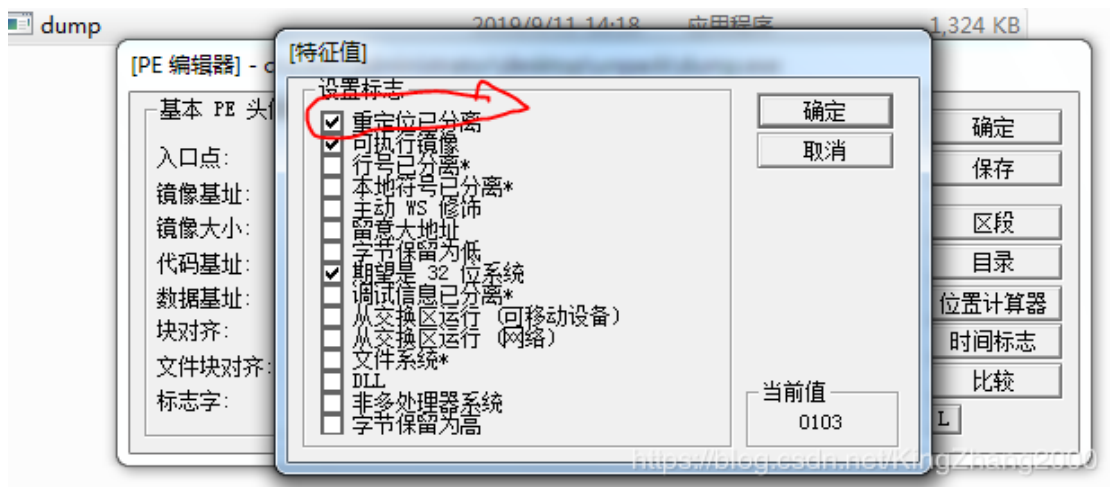 dump 2019/9/11 14:18 应用程序 1,324 KB
[PE 编辑器] - c
[特征值]
基本 PE 头信
入口点:
镜像基址:
镜像大小:
代码基址:
数据基址:
块对齐:
文件块对齐:
标志字:
设置标志
重定位已分离
可执行镜像
行号已分离*
本地符号已分离*
主动 WS 修饰
留意大地址
字节保留为低
期望是 32 位系统
调试信息已分离*
从交换区运行 (可移动设备)
从交换区运行 (网络)
文件系统*
DLL
非多处理器系统
字节保留为高
确定
取消
当前值
0103
确定
保存
区段
目录
位置计算器
时间标志
比较
L
https://blog.csdn.net/KingZhang2000